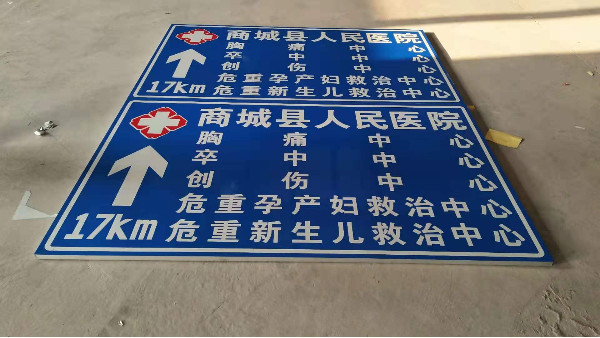 商城县人民医院
胸痛中心
卒中中心
创伤中心
危重孕产妇救治中心
17km 危重新生儿救治中心
商城县人民医院
胸痛中心
卒中中心
创伤中心
危重孕产妇救治中心
17km 危重新生儿救治中心